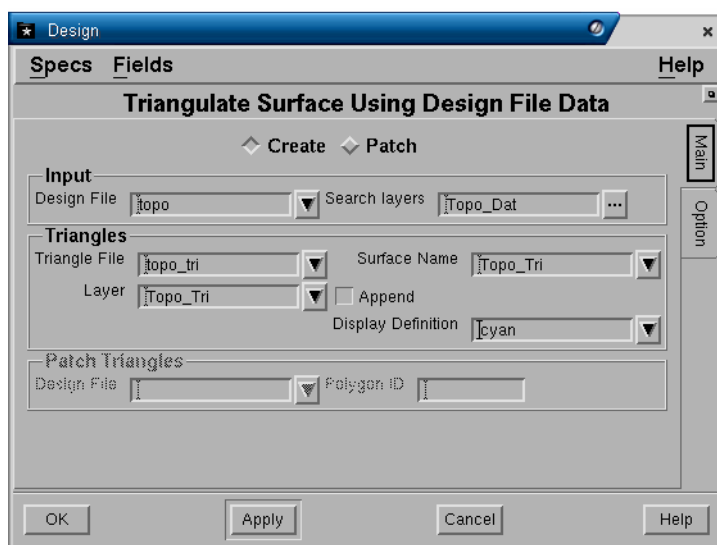 Design
Specs Fields Help
Triangulate Surface Using Design File Data
Create Patch
Main
Option
Input
Design File topo Search layers Topo_Dat ...
Triangles
Triangle File topo_tri Surface Name Topo_Tri
Layer Topo_Tri Append
Display Definition cyan
Patch Triangles
Design File Polygon ID
OK Apply Cancel Help